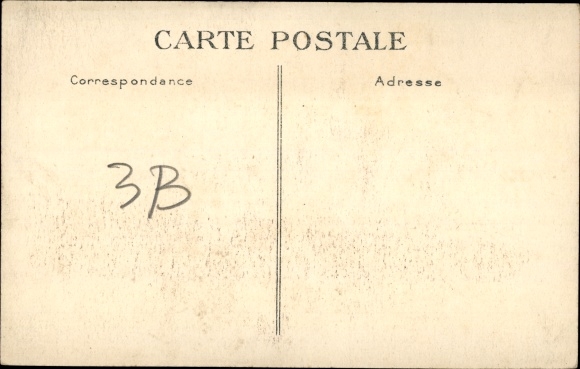 CARTE POSTALE
Correspondance
Adresse
3B